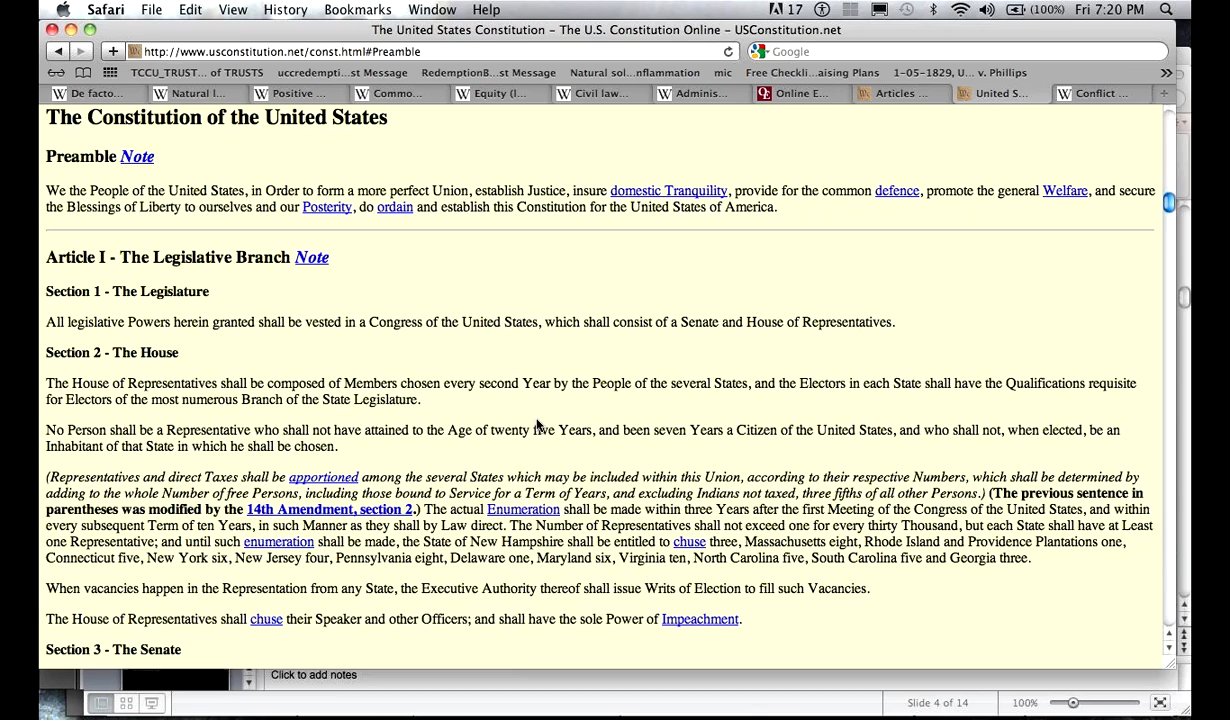 Safari File Edit View History Bookmarks Window Help 17 (100%) Fri 7:20 PM
The United States Constitution – The U.S. Constitution Online – USConstitution.net
http://www.usconstitution.net/const.html#Preamble Google
TCCU_TRUST... of TRUSTS uccredempti...st Message RedemptionB...st Message Natural sol...nflammation mic Free Checkli...aising Plans 1-05-1829, U... v. Phillips
De facto... Natural l... Positive ... Commo... Equity (l... Civil law... Adminis... Online E... Articles ... United S... Conflict ...
The Constitution of the United States
Preamble Note
We the People of the United States, in Order to form a more perfect Union, establish Justice, insure domestic Tranquility, provide for the common defence, promote the general Welfare, and secure
the Blessings of Liberty to ourselves and our Posterity, do ordain and establish this Constitution for the United States of America.
Article I - The Legislative Branch Note
Section 1 - The Legislature
All legislative Powers herein granted shall be vested in a Congress of the United States, which shall consist of a Senate and House of Representatives.
Section 2 - The House
The House of Representatives shall be composed of Members chosen every second Year by the People of the several States, and the Electors in each State shall have the Qualifications requisite
for Electors of the most numerous Branch of the State Legislature.
No Person shall be a Representative who shall not have attained to the Age of twenty five Years, and been seven Years a Citizen of the United States, and who shall not, when elected, be an
Inhabitant of that State in which he shall be chosen.
(Representatives and direct Taxes shall be apportioned among the several States which may be included within this Union, according to their respective Numbers, which shall be determined by
adding to the whole Number of free Persons, including those bound to Service for a Term of Years, and excluding Indians not taxed, three fifths of all other Persons.) (The previous sentence in
parentheses was modified by the 14th Amendment, section 2.) The actual Enumeration shall be made within three Years after the first Meeting of the Congress of the United States, and within
every subsequent Term of ten Years, in such Manner as they shall by Law direct. The Number of Representatives shall not exceed one for every thirty Thousand, but each State shall have at Least
one Representative; and until such enumeration shall be made, the State of New Hampshire shall be entitled to chuse three, Massachusetts eight, Rhode Island and Providence Plantations one,
Connecticut five, New York six, New Jersey four, Pennsylvania eight, Delaware one, Maryland six, Virginia ten, North Carolina five, South Carolina five and Georgia three.
When vacancies happen in the Representation from any State, the Executive Authority thereof shall issue Writs of Election to fill such Vacancies.
The House of Representatives shall chuse their Speaker and other Officers; and shall have the sole Power of Impeachment.
Section 3 - The Senate
Click to add notes
Slide 4 of 14 100%